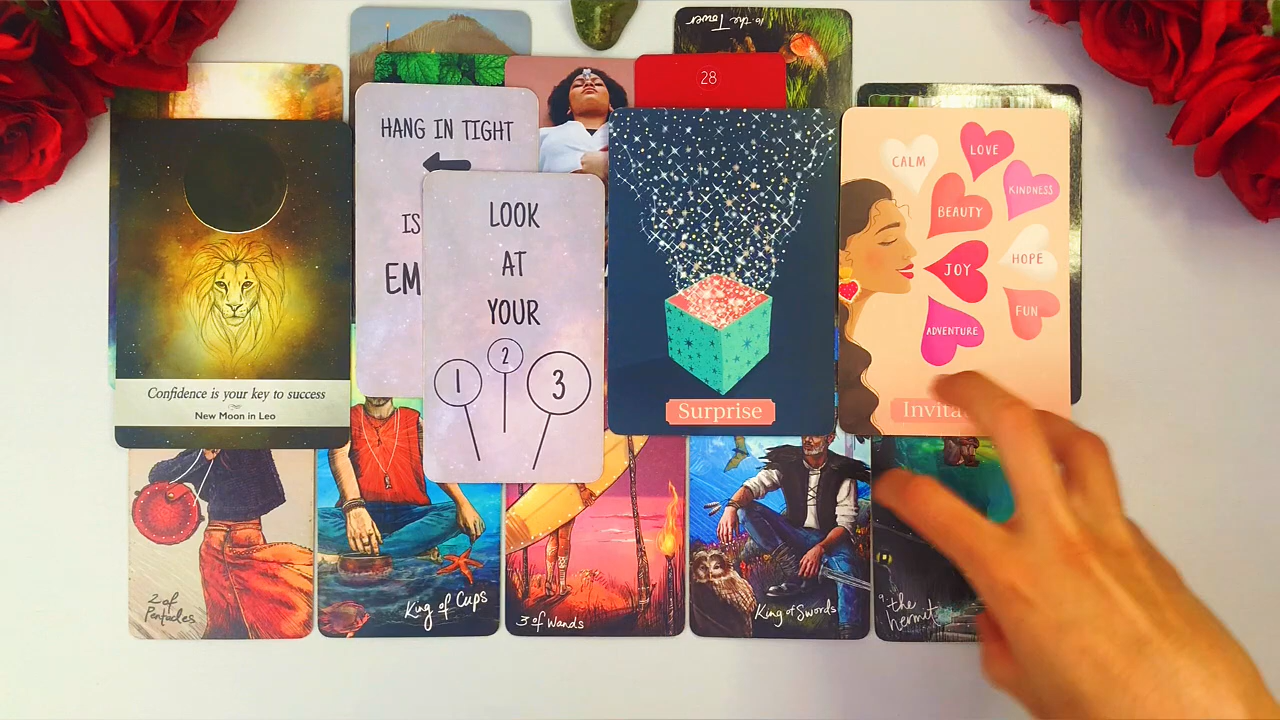 10 the Tower
28
HANG IN TIGHT
IS
EM
LOOK
AT
YOUR
1 2 3
Confidence is your key to success
New Moon in Leo
Surprise
CALM
LOVE
KINDNESS
BEAUTY
JOY
HOPE
FUN
ADVENTURE
Invita
2 of
Pentacles
King of Cups
3 of Wands
King of Swords
9 the
hermit